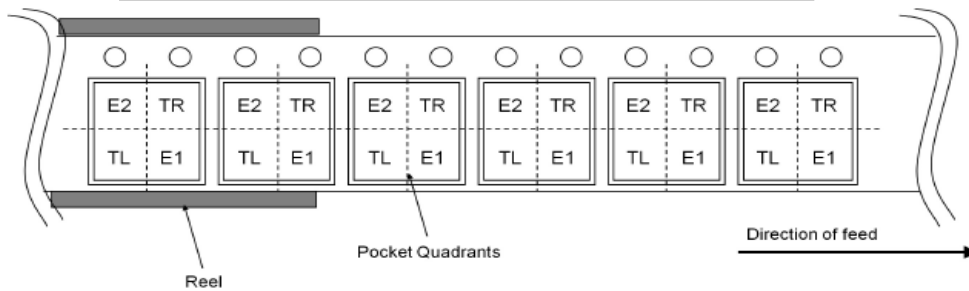 E2 TR E2 TR E2 TR E2 TR E2 TR E2 TR
TL E1 TL E1 TL E1 TL E1 TL E1 TL E1
Direction of feed
Pocket Quadrants
Reel